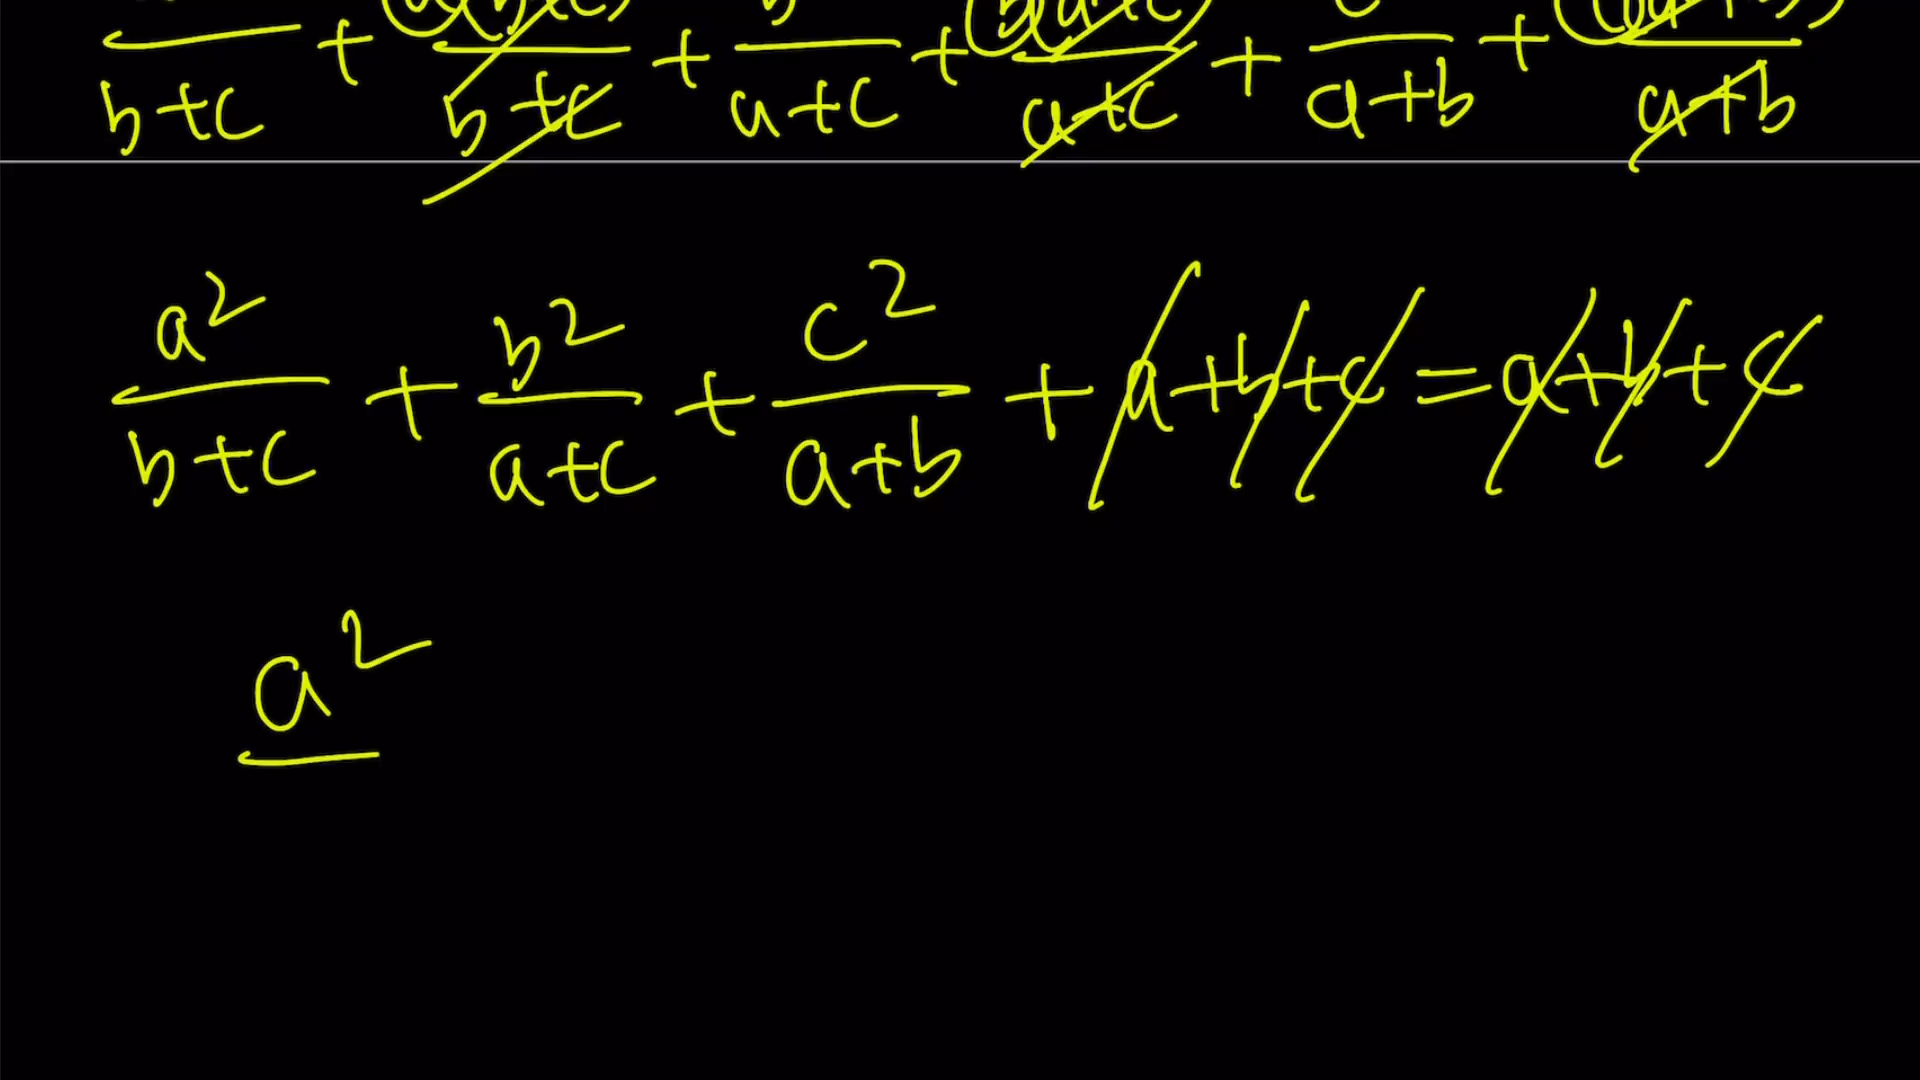 b+c + b+c + a+c + a+c + a+b + a+b
a²/(b+c) + b²/(a+c) + c²/(a+b) + a+b+c = a+b+c
a²